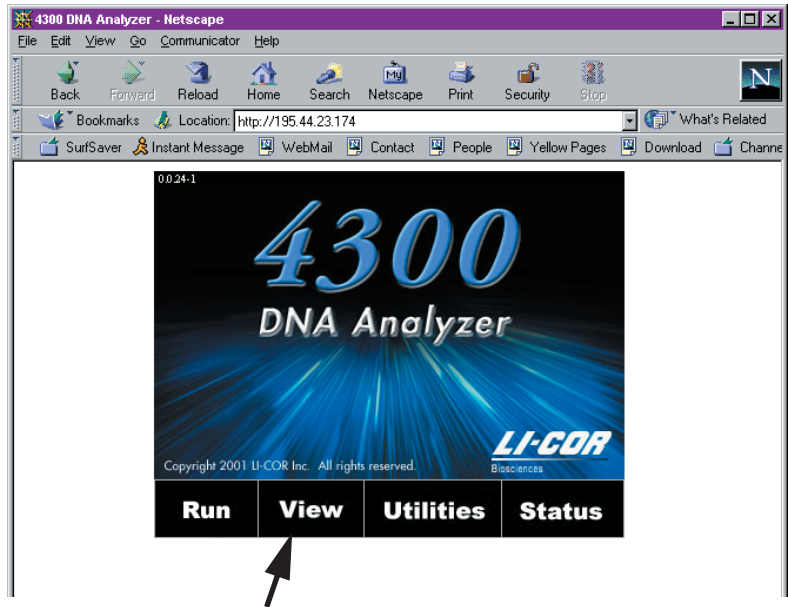 4300 DNA Analyzer - Netscape
File Edit View Go Communicator Help
Back Forward Reload Home Search Netscape Print Security Stop
My
N
Bookmarks Location: http://195.44.23.174 What's Related
SurfSaver Instant Message WebMail Contact People Yellow Pages Download Channe
0.0.24-1
4300
DNA Analyzer
LI-COR
Biosciences
Copyright 2001 LI-COR Inc. All rights reserved.
Run View Utilities Status